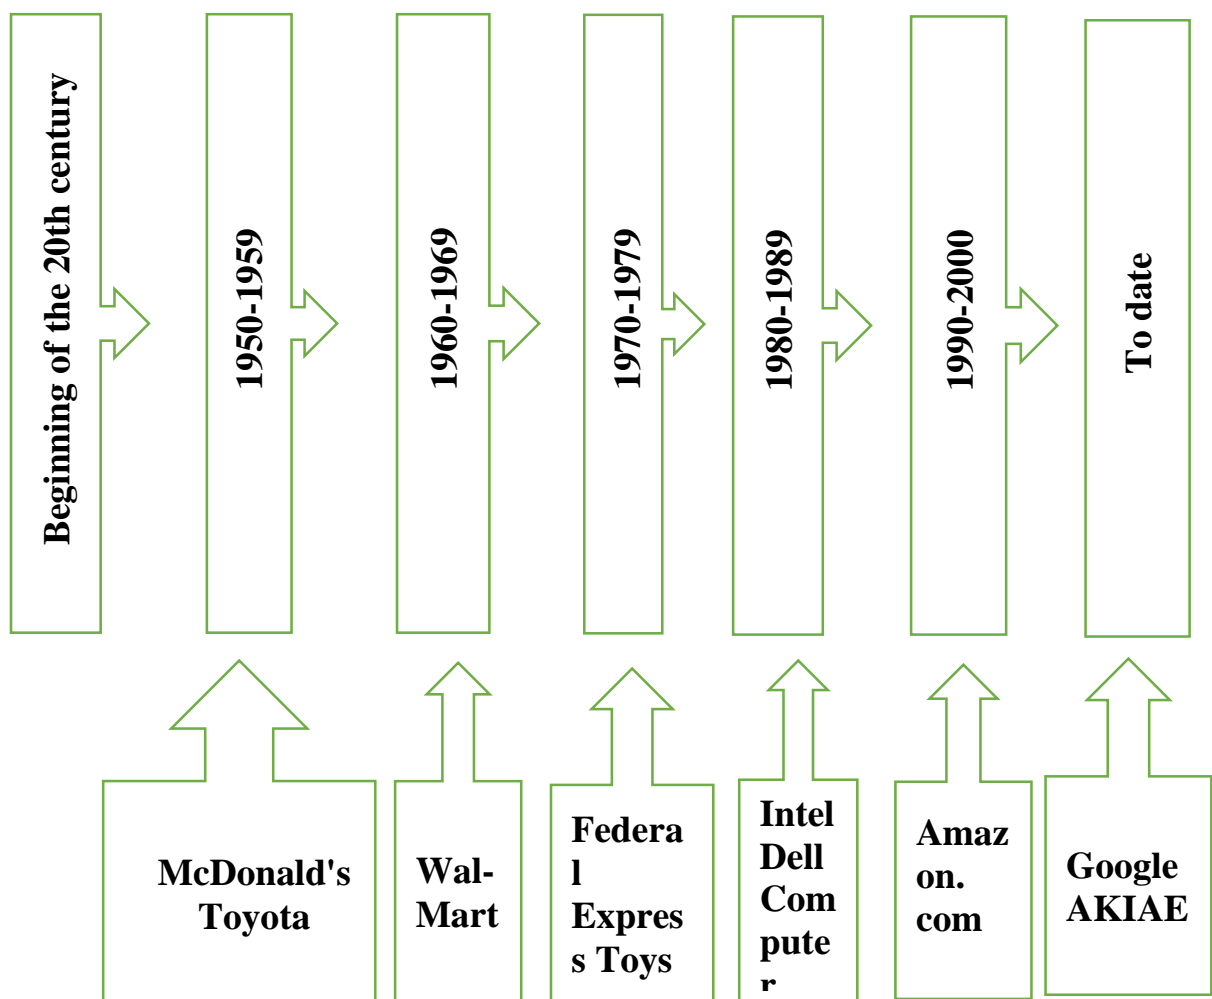 Beginning of the 20th century
1950-1959
1960-1969
1970-1979
1980-1989
1990-2000
To date
McDonald's
Toyota
Wal-
Mart
Federa
l
Expres
s Toys
Intel
Dell
Com
pute
r
Amaz
on.
com
Google
AKIAE